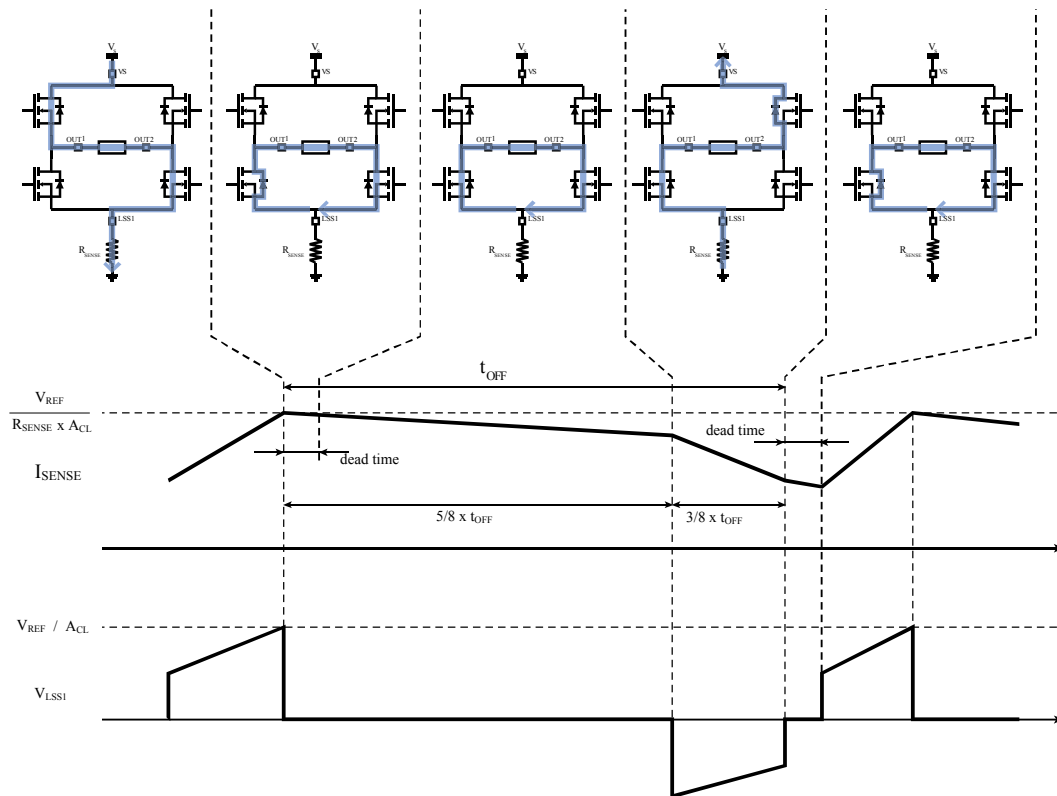 Vs Vs Vs Vs Vs
VS VS VS VS VS
OUT1 OUT2 OUT1 OUT2 OUT1 OUT2 OUT1 OUT2 OUT1 OUT2
LSS1 LSS1 LSS1 LSS1 LSS1
RSENSE RSENSE RSENSE RSENSE RSENSE
tOFF
VREF
RSENSE x ACL
dead time
dead time
ISENSE
5/8 x tOFF
3/8 x tOFF
VREF / ACL
VLSS1